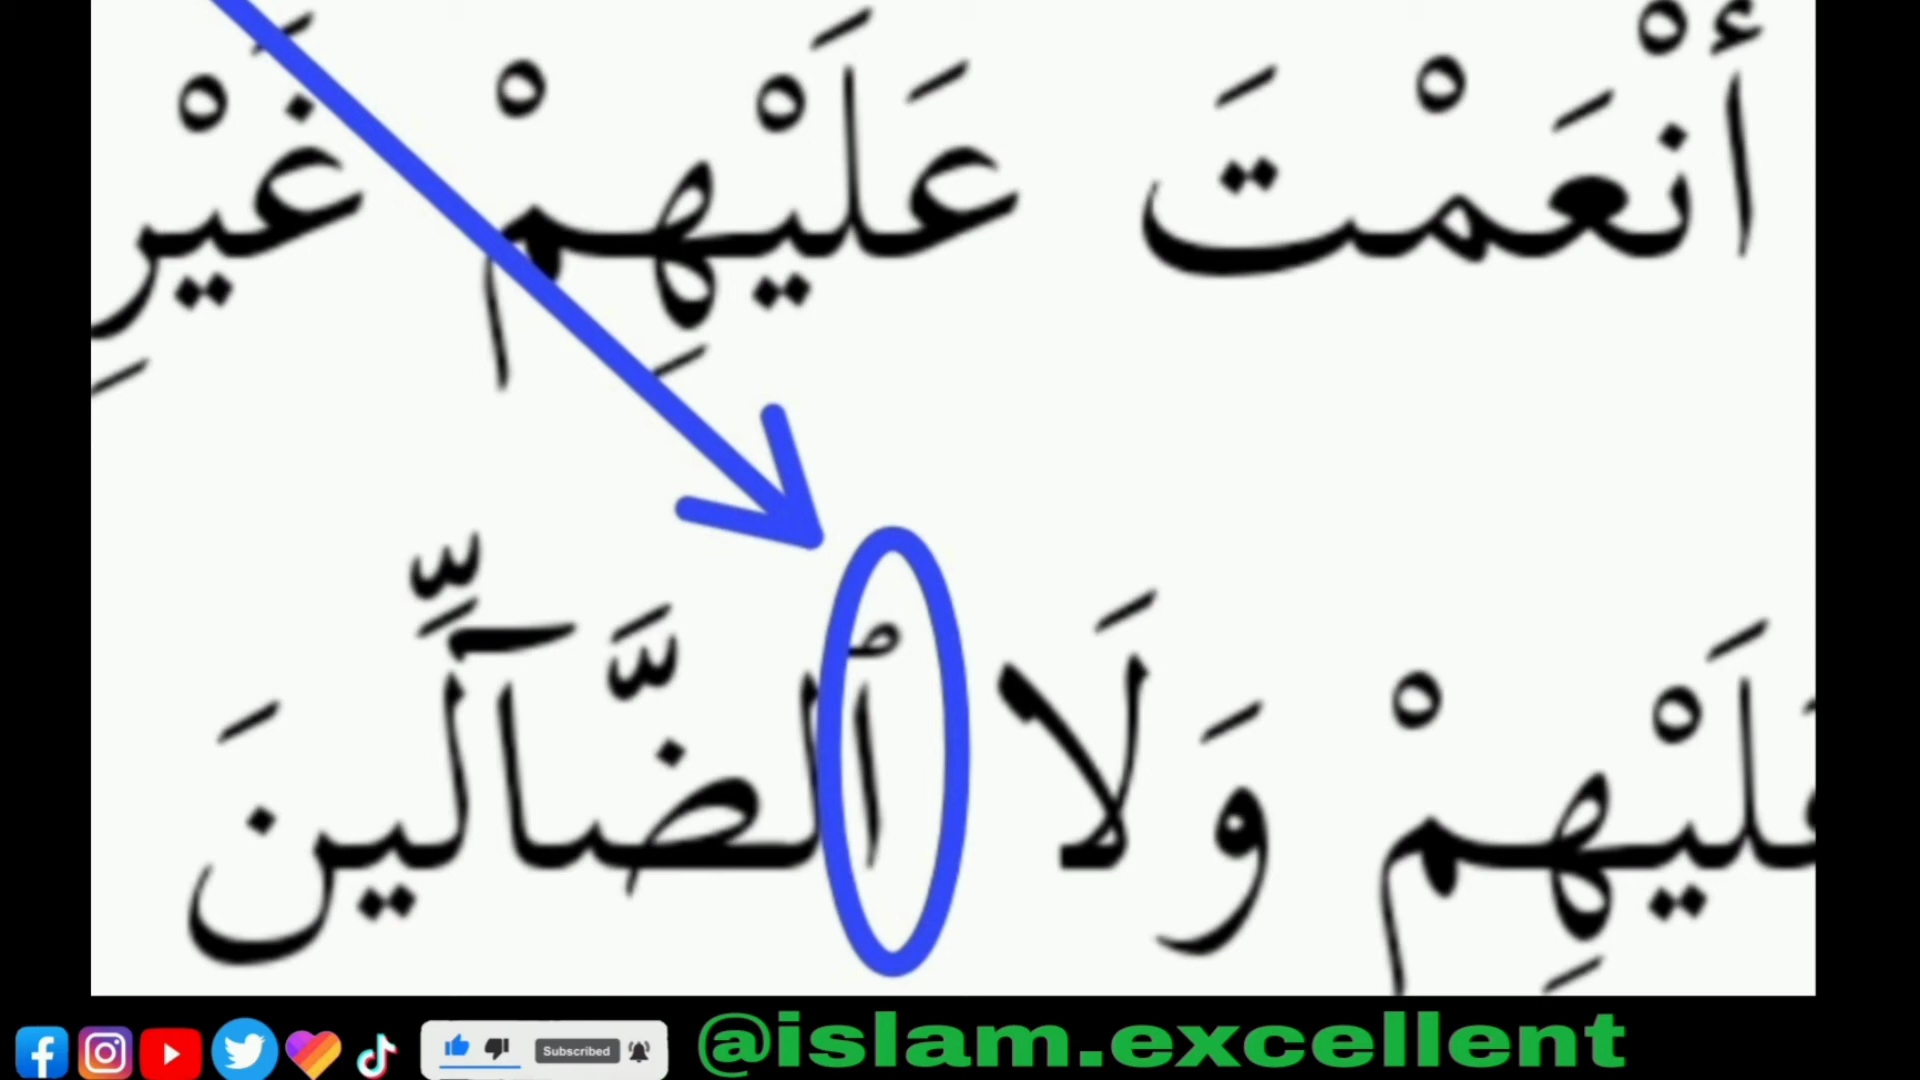 أَنْعَمْتَ عَلَيْهِمْ غَيْرِ
عَلَيْهِمْ وَلَا ٱلضَّآلِّينَ
Subscribed
@islam.excellent